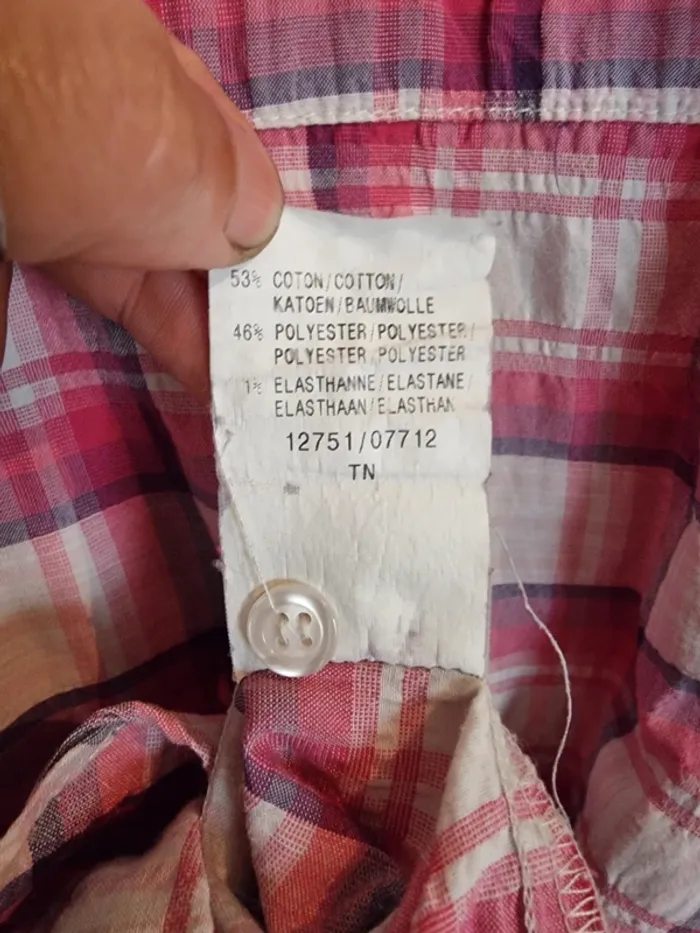 53% COTON/COTTON/
KATOEN/BAUMWOLLE
46% POLYESTER/POLYESTER/
POLYESTER/POLYESTER
1% ELASTHANNE/ELASTANE/
ELASTHAAN/ELASTHAN
12751/07712
TN